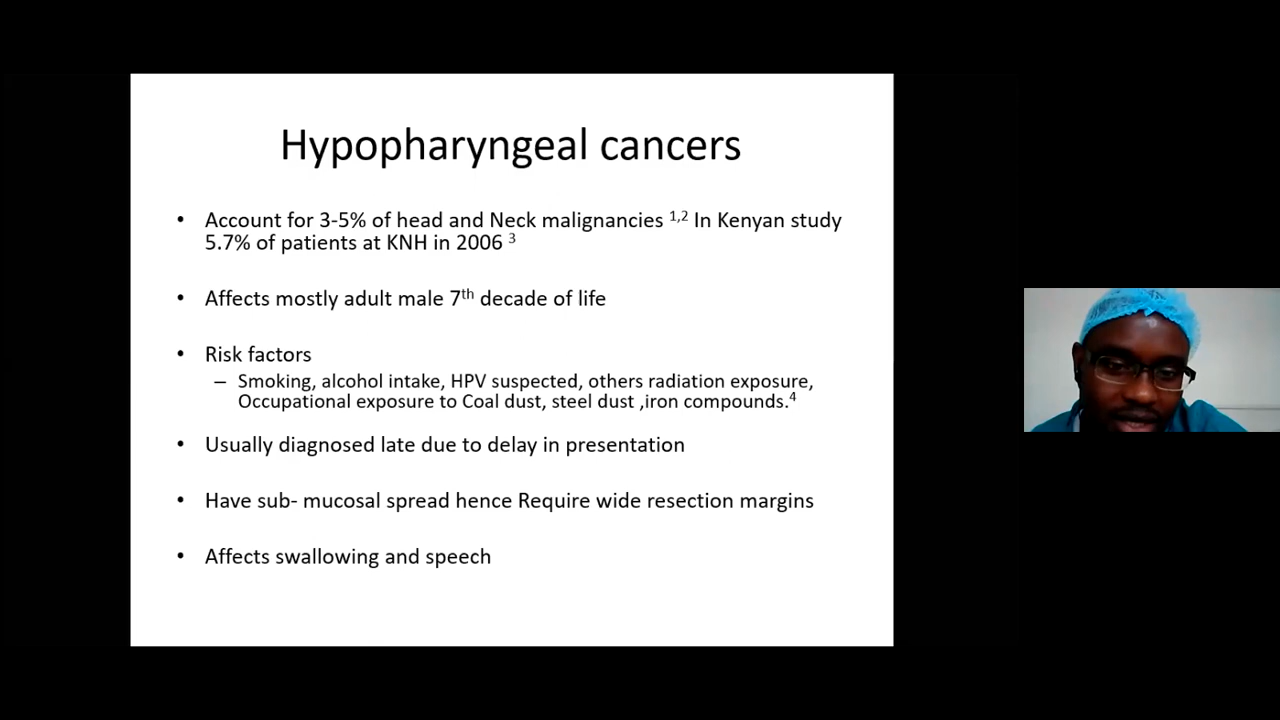 Hypopharyngeal cancers
• Account for 3-5% of head and Neck malignancies 1,2 In Kenyan study
5.7% of patients at KNH in 2006 3
• Affects mostly adult male 7th decade of life
• Risk factors
– Smoking, alcohol intake, HPV suspected, others radiation exposure,
Occupational exposure to Coal dust, steel dust ,iron compounds.4
• Usually diagnosed late due to delay in presentation
• Have sub- mucosal spread hence Require wide resection margins
• Affects swallowing and speech